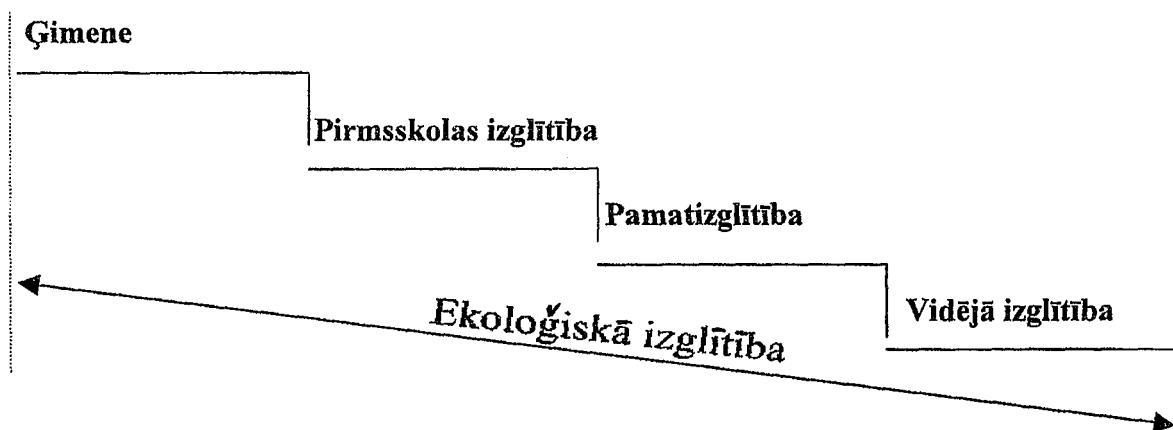 Ģimene
Pirmsskolas izglītība
Pamatizglītība
Vidējā izglītība
Ekoloģiskā izglītība